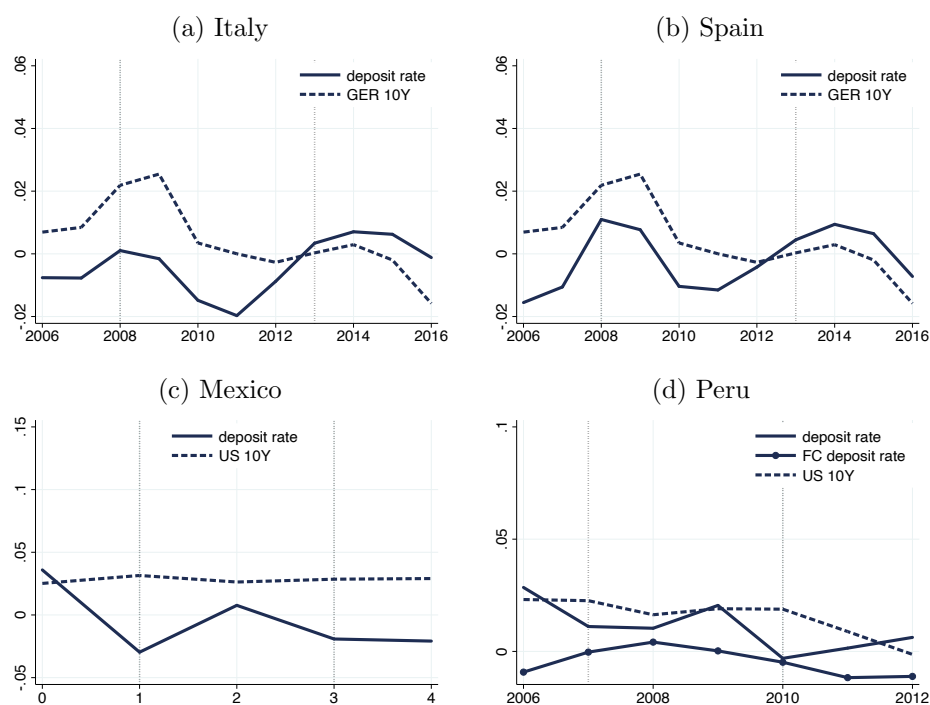 (a) Italy
deposit rate
GER 10Y
.06
.04
.02
0
-.02
2006 2008 2010 2012 2014 2016
(b) Spain
deposit rate
GER 10Y
.06
.04
.02
0
-.02
2006 2008 2010 2012 2014 2016
(c) Mexico
deposit rate
US 10Y
.15
.1
.05
0
-.05
0 1 2 3 4
(d) Peru
deposit rate
FC deposit rate
US 10Y
.1
.05
0
2006 2008 2010 2012